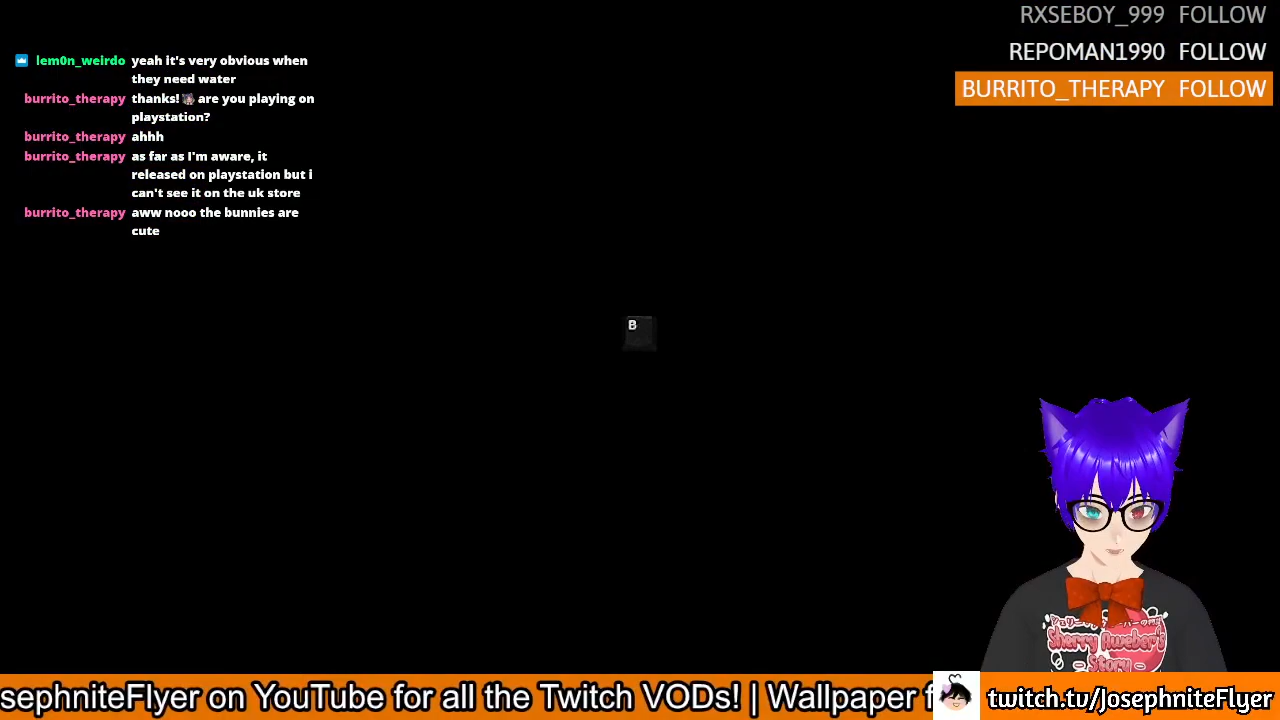 RXSEBOY_999 FOLLOW
REPOMAN1990 FOLLOW
BURRITO_THERAPY FOLLOW
lem0n_weirdo yeah it's very obvious when
they need water
burrito_therapy thanks! are you playing on
playstation?
burrito_therapy ahhh
burrito_therapy as far as I'm aware, it
released on playstation but i
can't see it on the uk store
burrito_therapy aww nooo the bunnies are
cute
B
Sherry Aweber's
- Story -
sephniteFlyer on YouTube for all the Twitch VODs! | Wallpaper f
twitch.tv/JosephniteFlyer